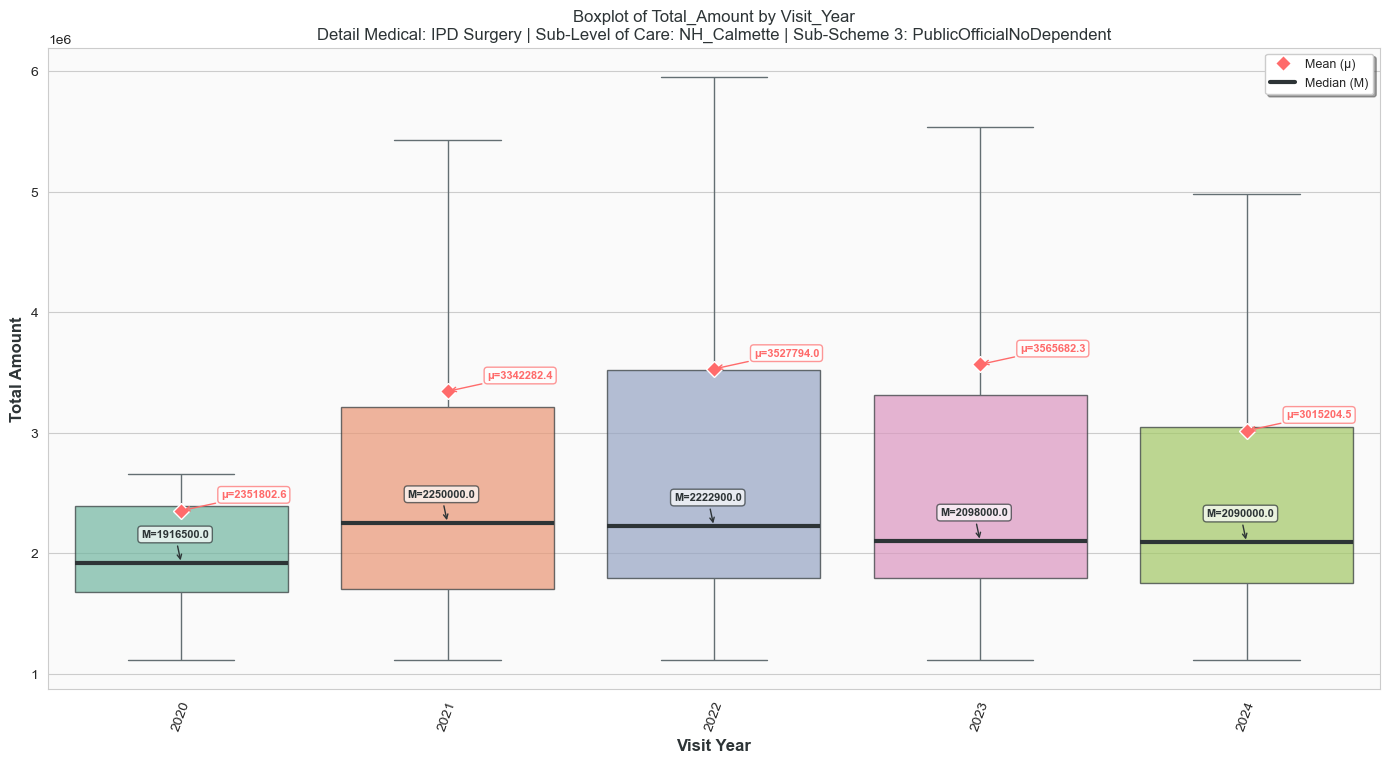 Boxplot of Total_Amount by Visit_Year
Detail Medical: IPD Surgery | Sub-Level of Care: NH_Calmette | Sub-Scheme 3: PublicOfficialNoDependent
1e6
Mean (μ)
Median (M)
6
5
4
3
2
1
Total Amount
μ=2351802.6
M=1916500.0
μ=3342282.4
M=2250000.0
μ=3527794.0
M=2222900.0
μ=3565682.3
M=2098000.0
μ=3015204.5
M=2090000.0
2020
2021
2022
2023
2024
Visit Year